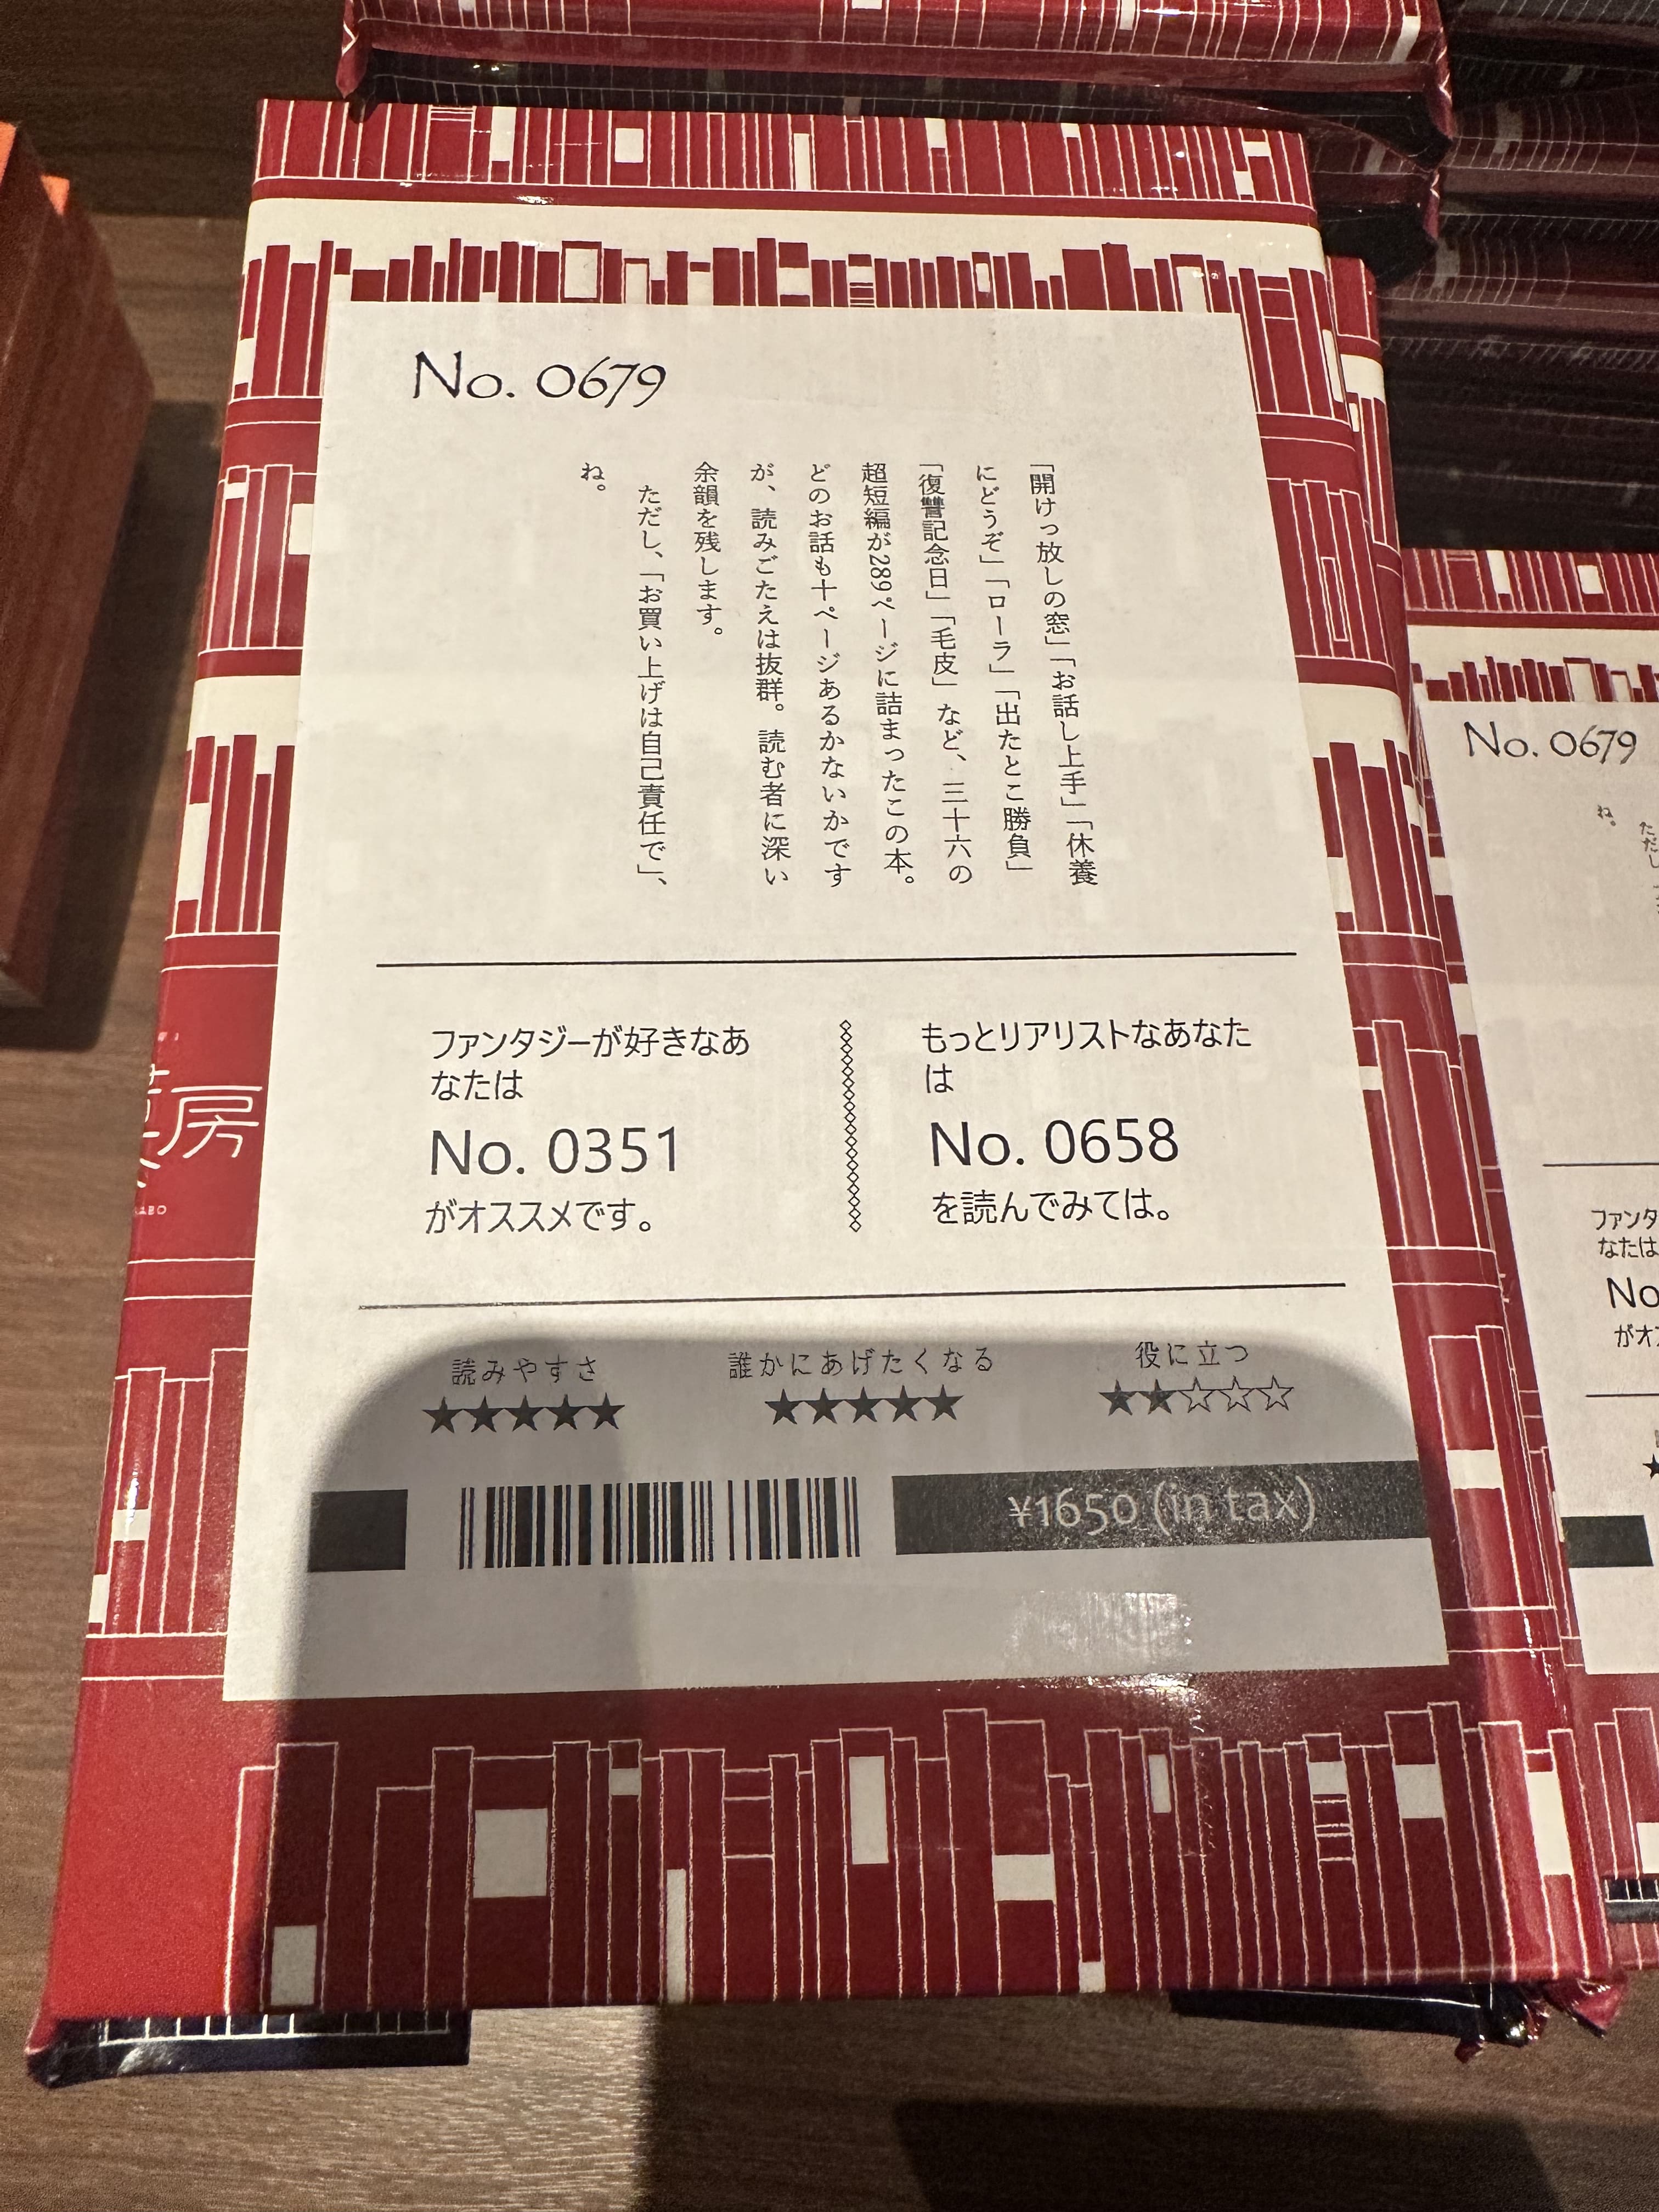 No. 0679
「開けっ放しの窓」「お話し上手」「休養
にどうぞ」「ローラ」「出たとこ勝負」
「復讐記念日」「毛皮」など、三十六の
超短編が289ページに詰まったこの本。
どのお話も十ページあるかないかです
が、読みごたえは抜群。読む者に深い
余韻を残します。
ただし、「お買い上げは自己責任で」、
ね。
ファンタジーが好きなあ
なたは
No. 0351
がオススメです。
もっとリアリストなあなた
は
No. 0658
を読んでみては。
読みやすさ
★★★★★
誰かにあげたくなる
★★★★★
役に立つ
★★☆☆☆
¥1650 (in tax)
房
No. 0679
ね。
ただし
ファンタ
なたは
No